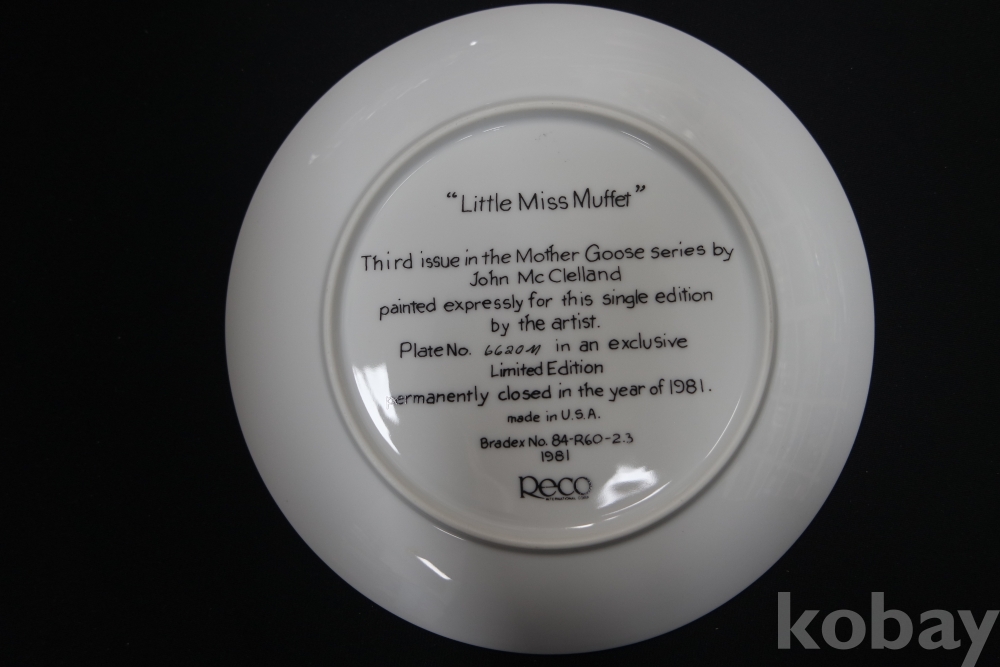 “Little Miss Muffet”
Third issue in the Mother Goose series by
John McClelland
painted expressly for this single edition
by the artist.
Plate No. 6620M in an exclusive
Limited Edition
permanently closed in the year of 1981.
made in U.S.A.
Bradex No. 84-R60-2.3
1981
Reco
INTERNATIONAL CORP.
kobay